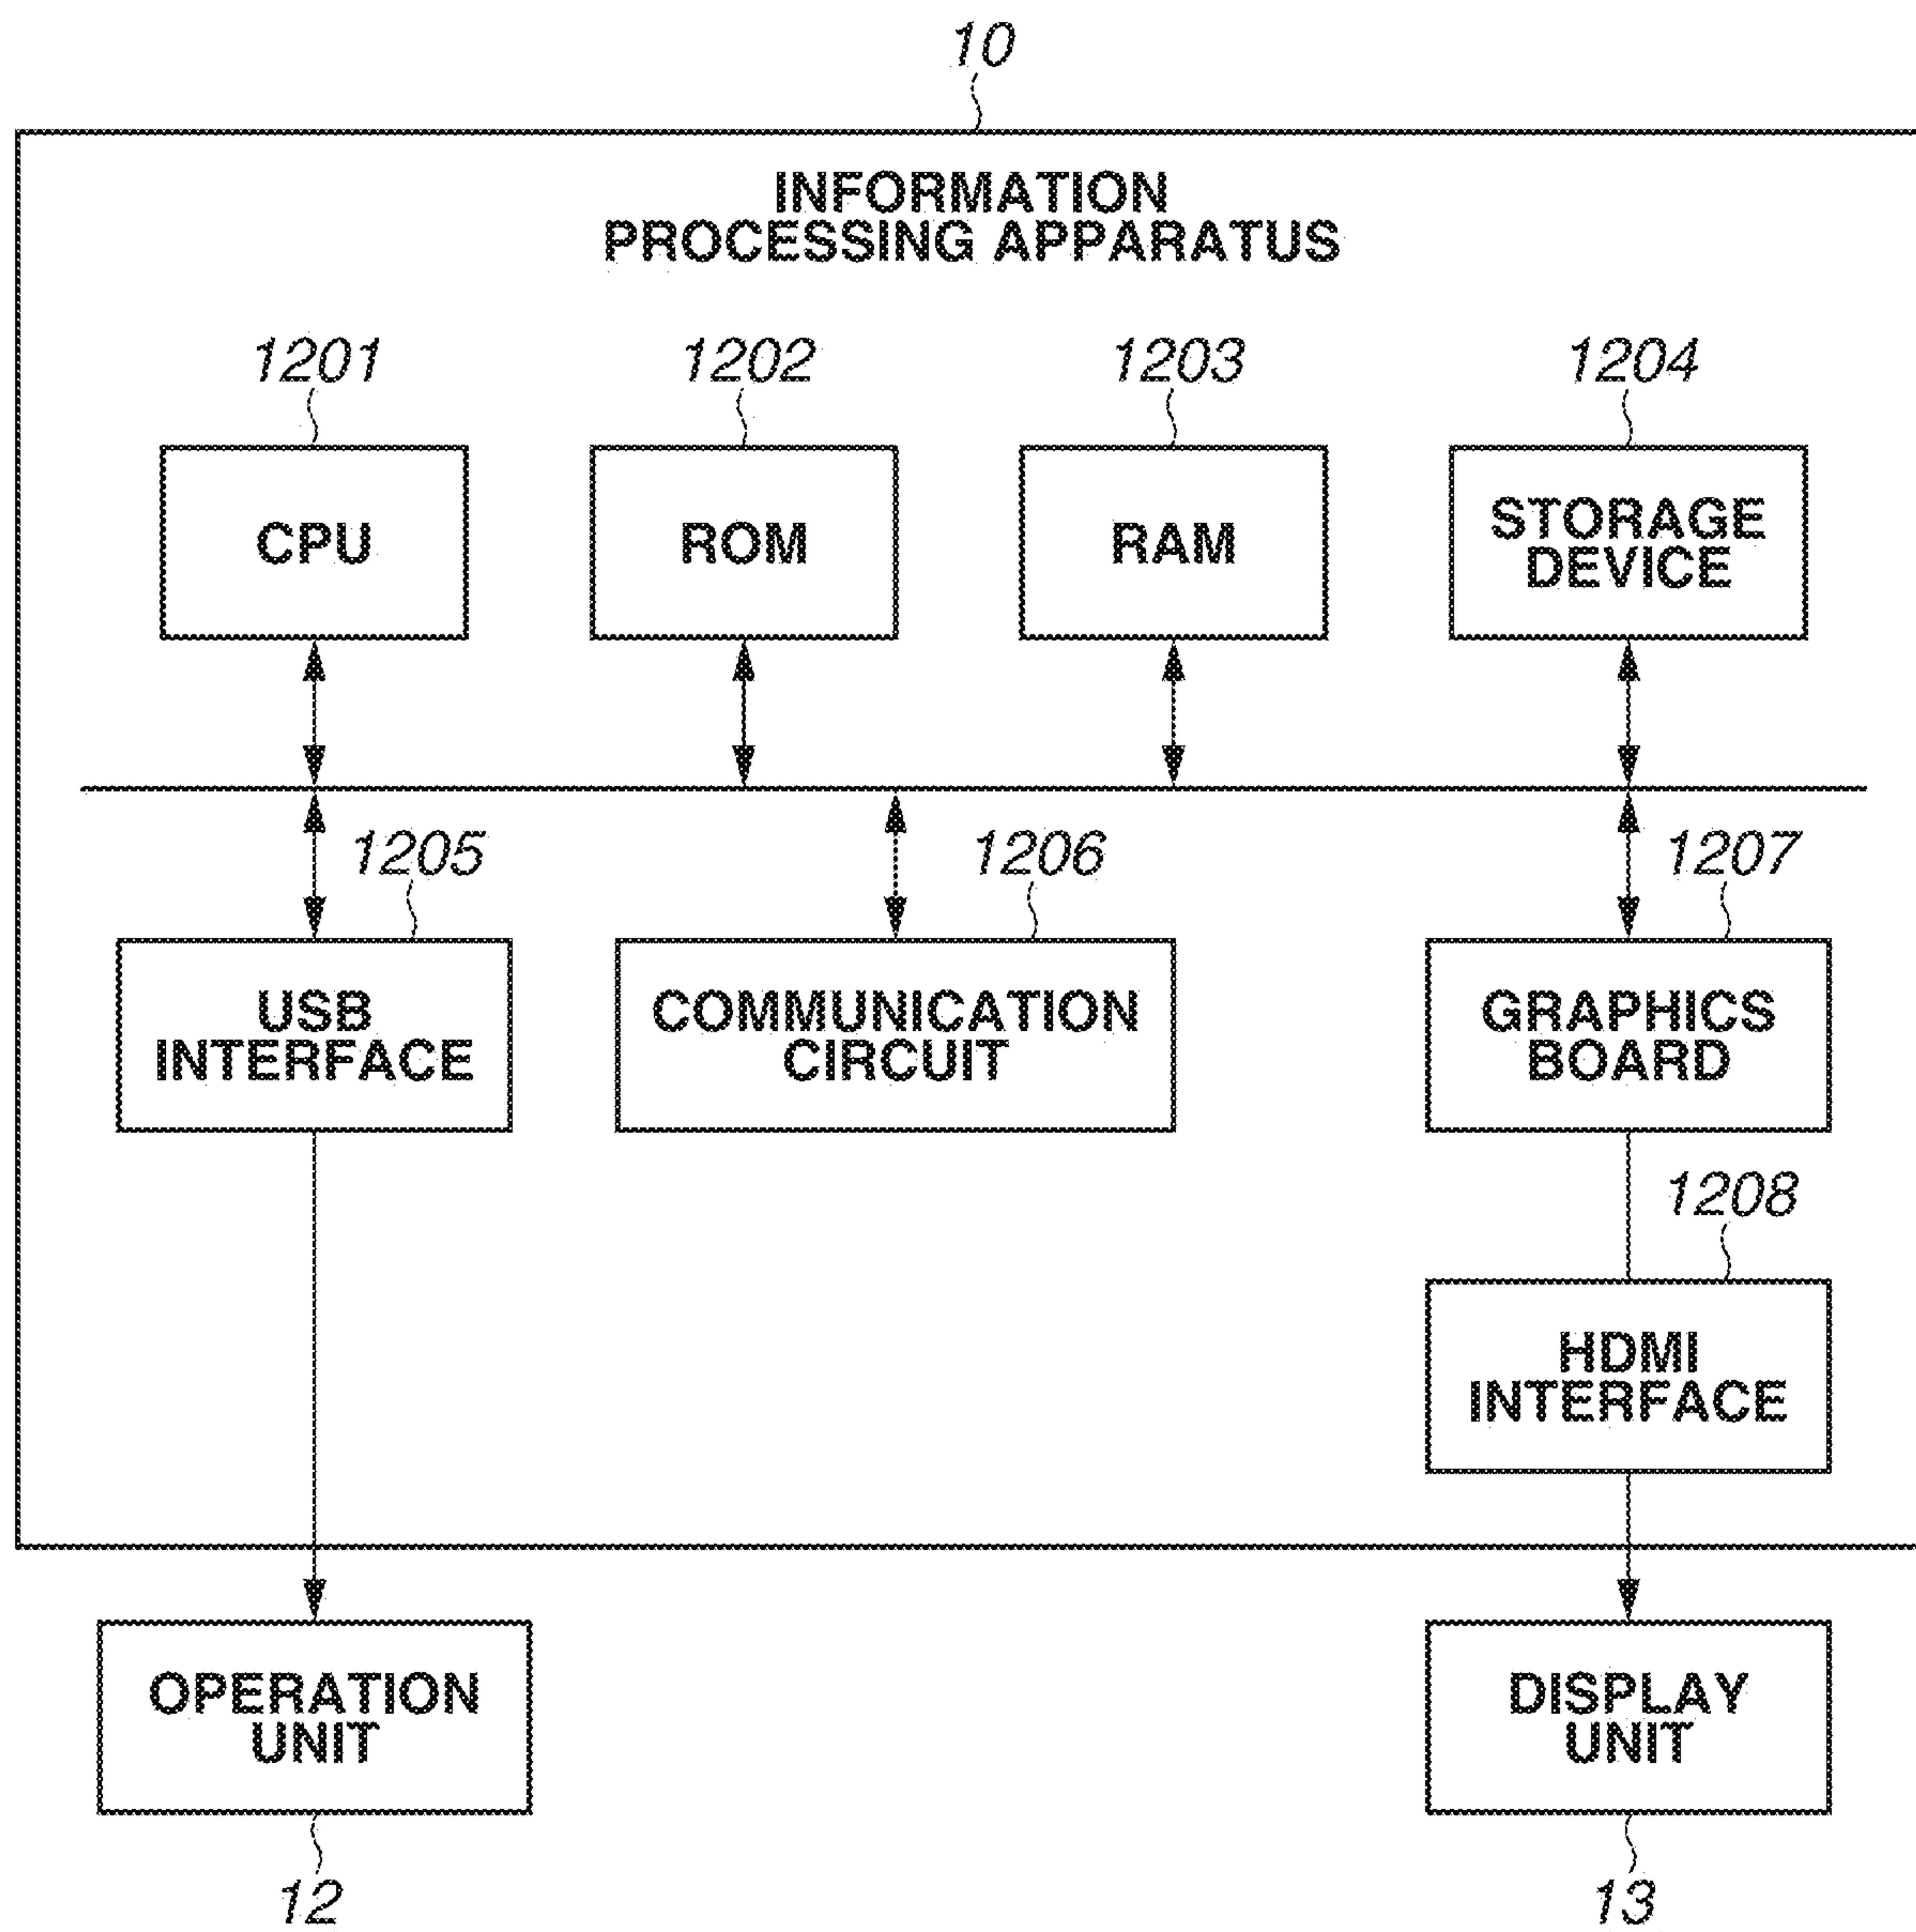 10
INFORMATION
PROCESSING APPARATUS
1201
1202
1203
1204
CPU
ROM
RAM
STORAGE
DEVICE
1205
1206
1207
USB
INTERFACE
COMMUNICATION
CIRCUIT
GRAPHICS
BOARD
1208
HDMI
INTERFACE
OPERATION
UNIT
DISPLAY
UNIT
12
13